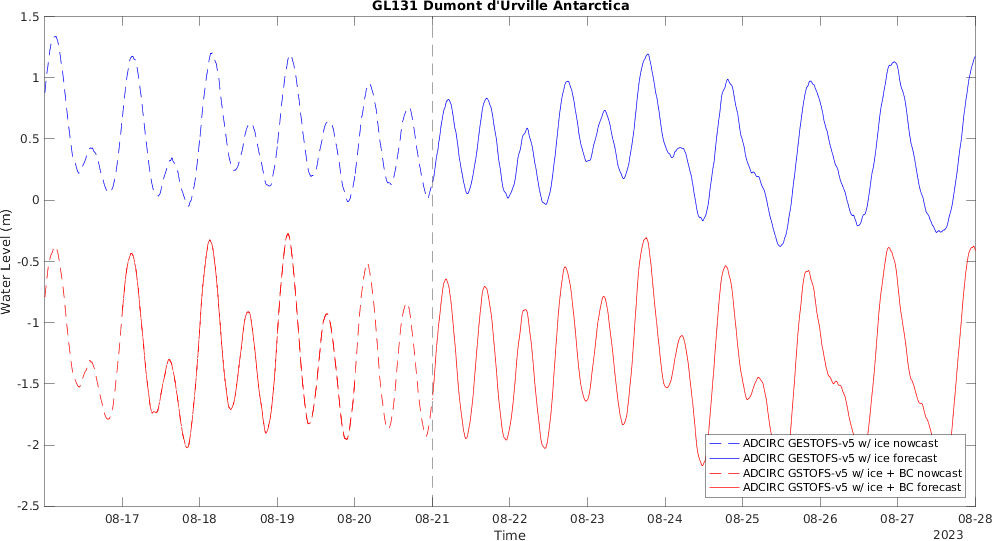 GL131 Dumont d'Urville Antarctica
Water Level (m)
1.5
1
0.5
0
-0.5
-1
-1.5
-2
-2.5
ADCIRC GESTOFS-v5 w/ ice nowcast
ADCIRC GESTOFS-v5 w/ ice forecast
ADCIRC GSTOFS-v5 w/ ice + BC nowcast
ADCIRC GSTOFS-v5 w/ ice + BC forecast
08-17 08-18 08-19 08-20 08-21 08-22 08-23 08-24 08-25 08-26 08-27 08-28
Time
2023